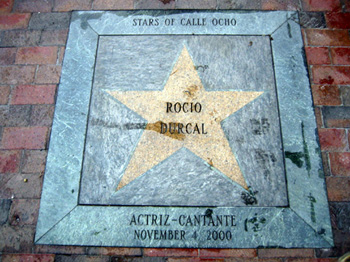 STARS OF CALLE OCHO
ROCIO
DURCAL
ACTRIZ-CANTANTE
NOVEMBER 4, 2000